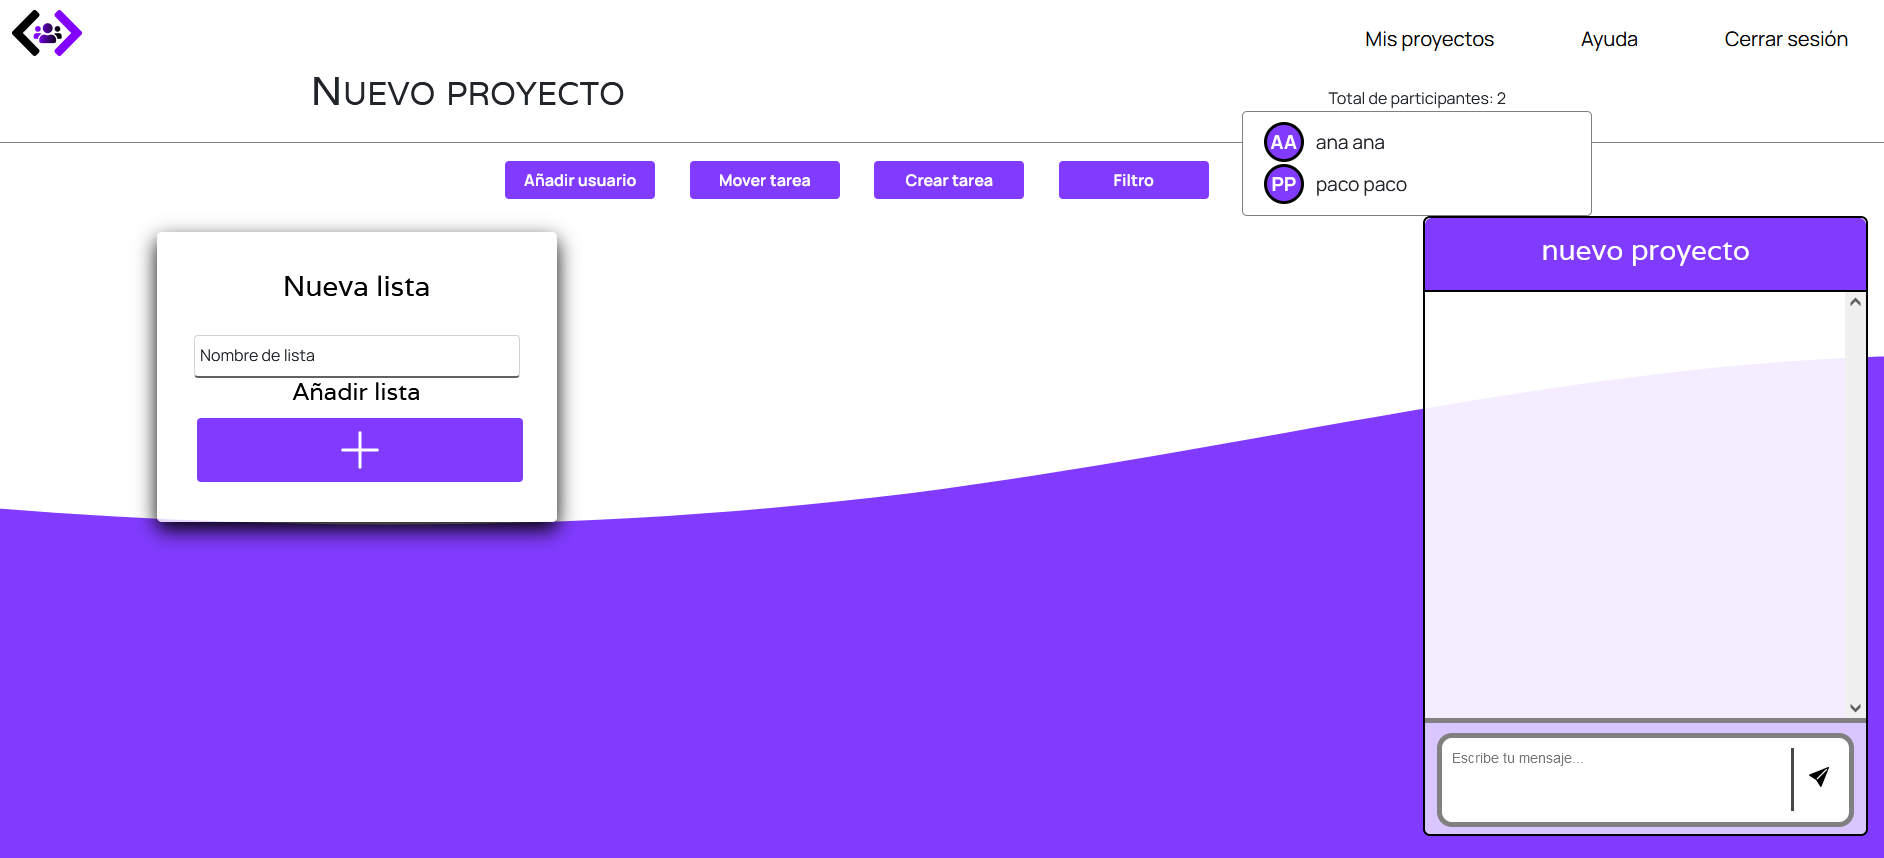 Mis proyectos
Ayuda
Cerrar sesión
Nuevo proyecto
Total de participantes: 2
AA ana ana
PP paco paco
Añadir usuario
Mover tarea
Crear tarea
Filtro
Nueva lista
Nombre de lista
Añadir lista
nuevo proyecto
Escribe tu mensaje...